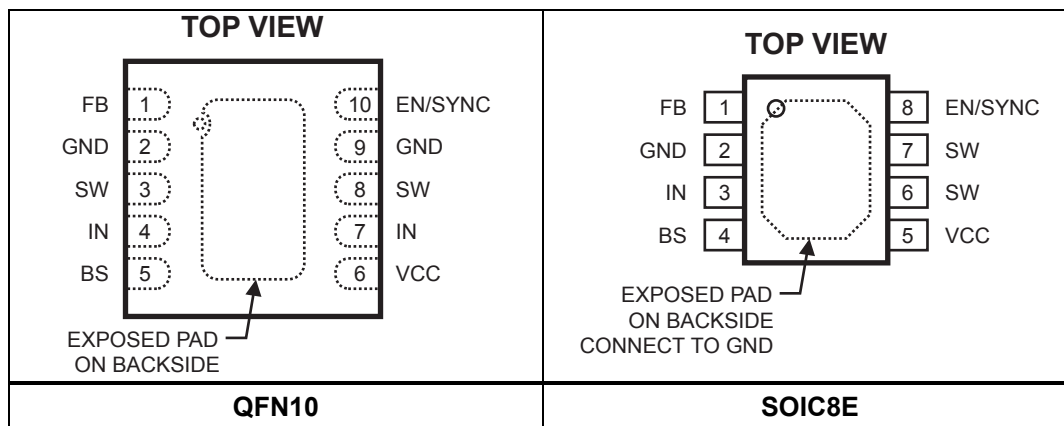 TOP VIEW
FB 1 10 EN/SYNC
GND 2 9 GND
SW 3 8 SW
IN 4 7 IN
BS 5 6 VCC
EXPOSED PAD
ON BACKSIDE
QFN10
TOP VIEW
FB 1 8 EN/SYNC
GND 2 7 SW
IN 3 6 SW
BS 4 5 VCC
EXPOSED PAD
ON BACKSIDE
CONNECT TO GND
SOIC8E